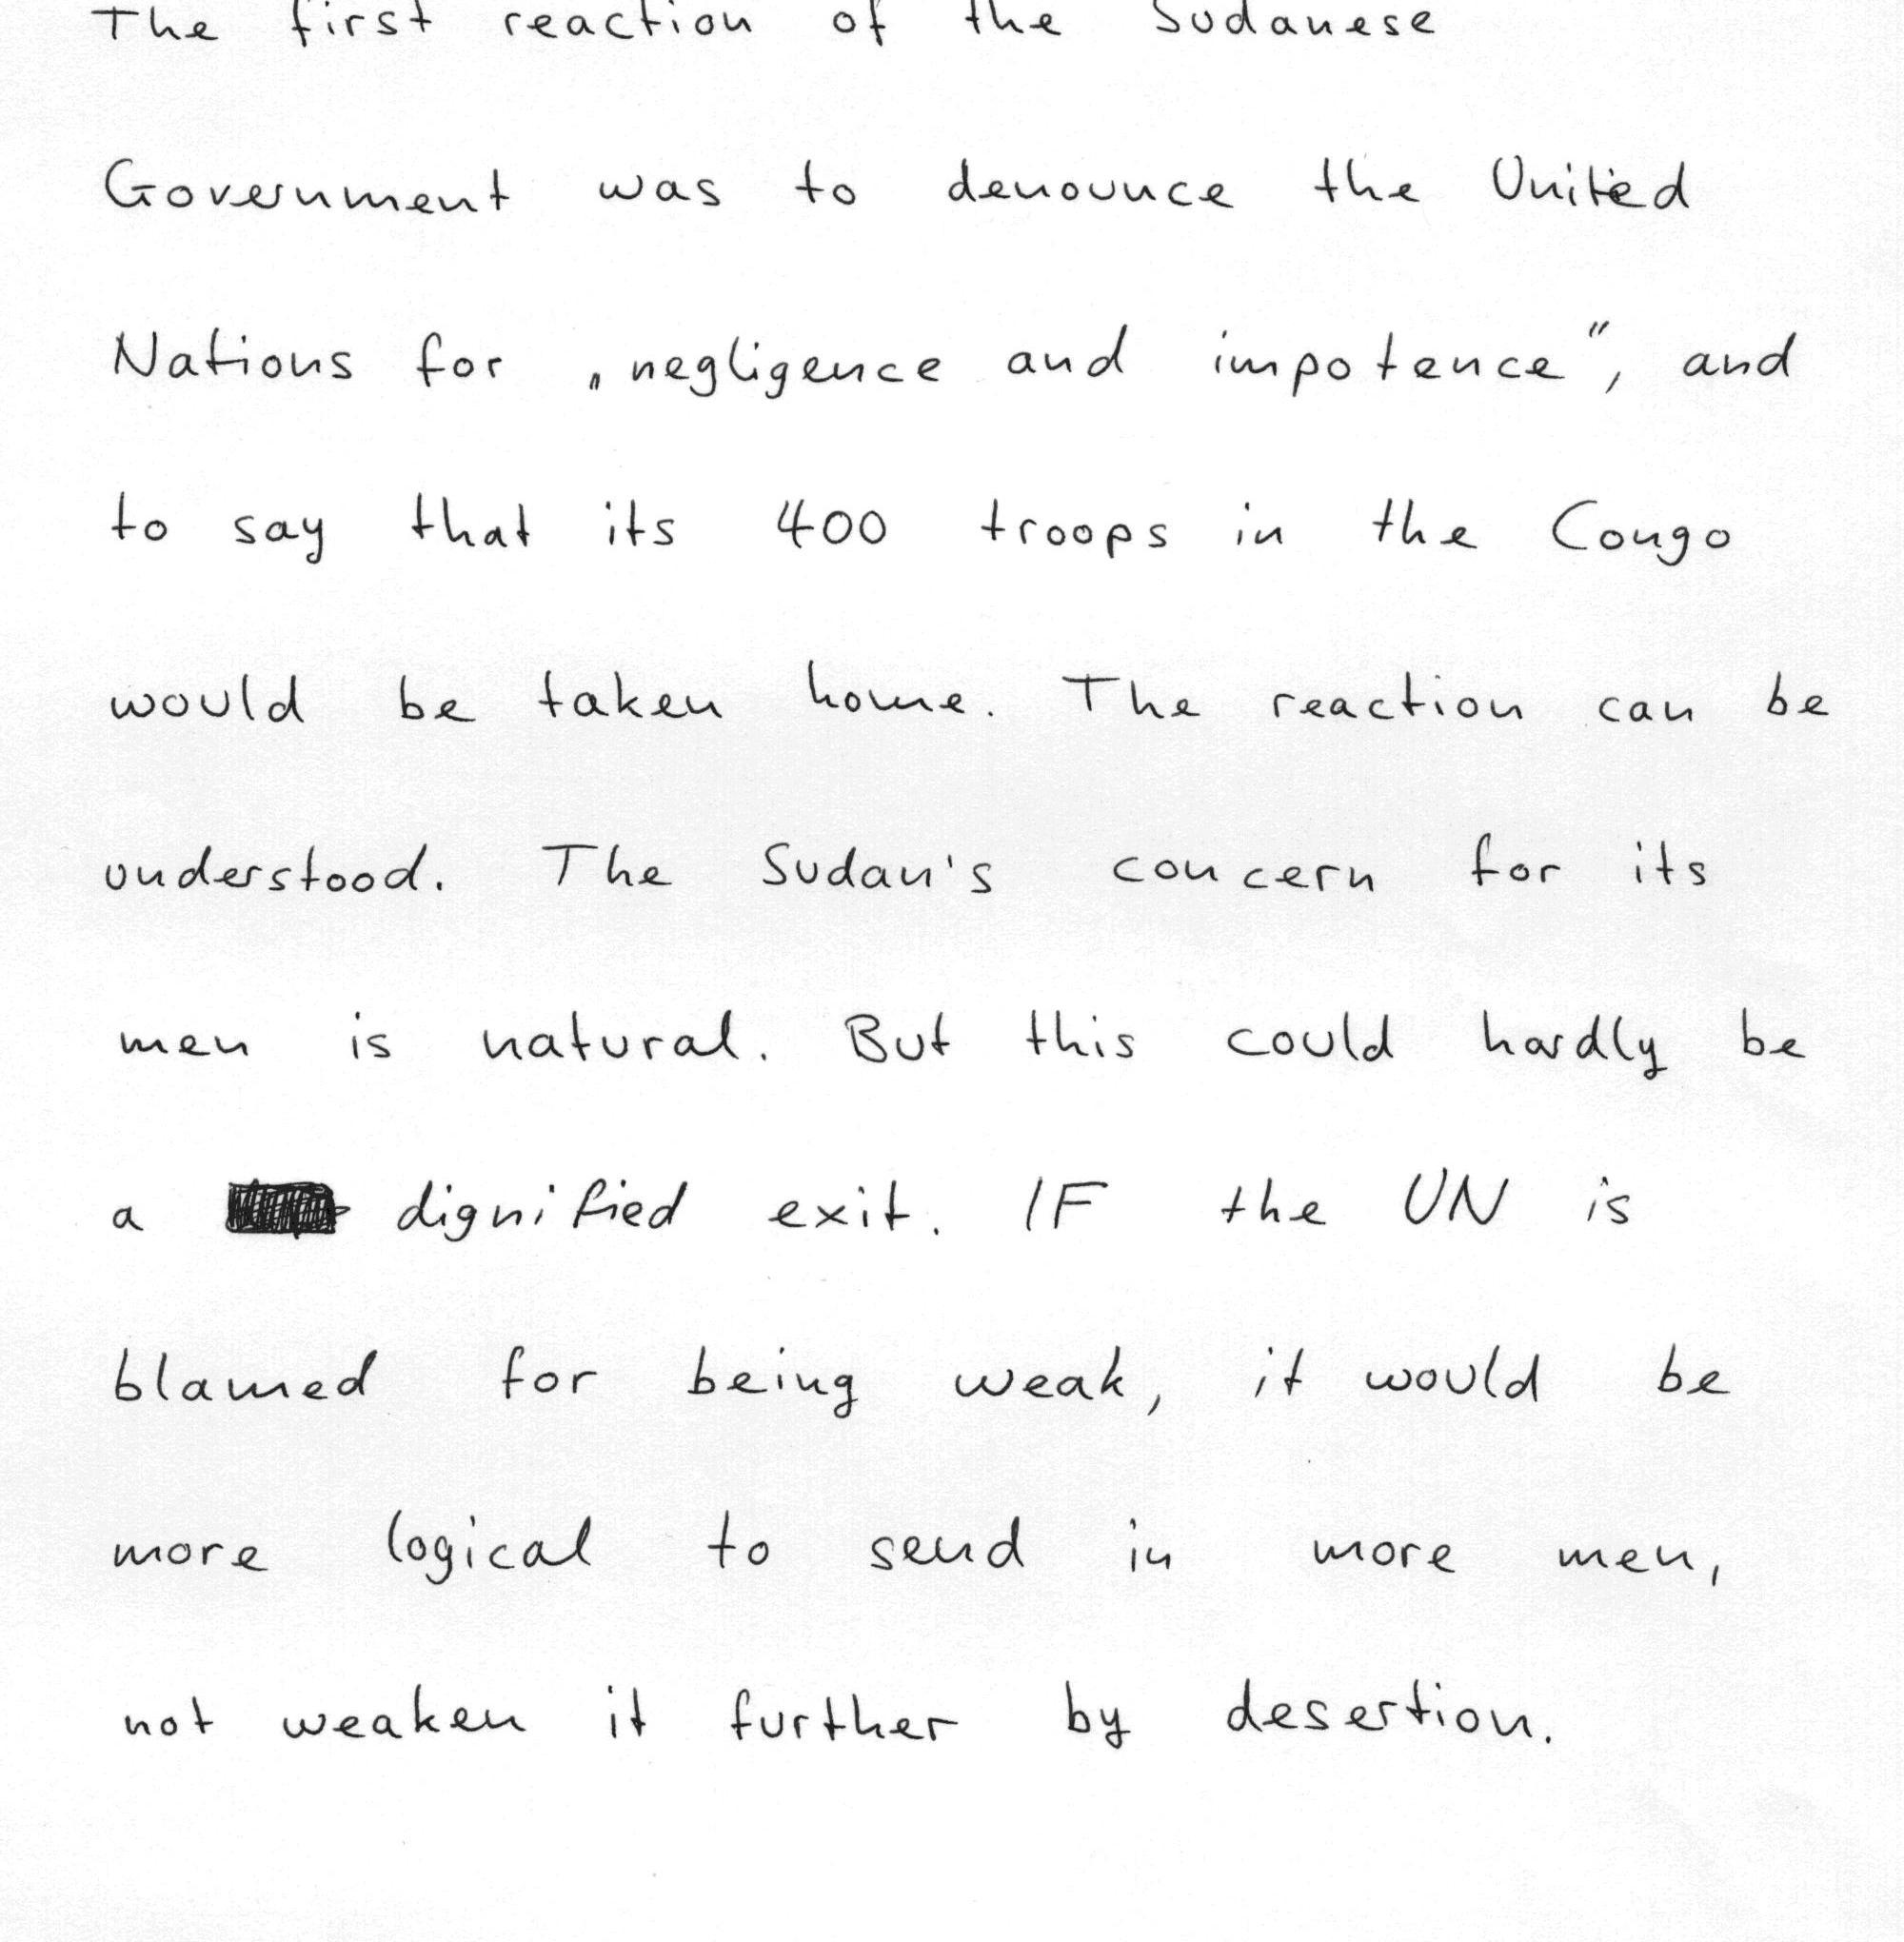 The first reaction of the Sudanese
Government was to denounce the United
Nations for „negligence and impotence”, and
to say that its 400 troops in the Congo
would be taken home. The reaction can be
understood. The Sudan's concern for its
men is natural. But this could hardly be
a dignified exit. IF the UN is
blamed for being weak, it would be
more logical to send in more men,
not weaken it further by desertion.